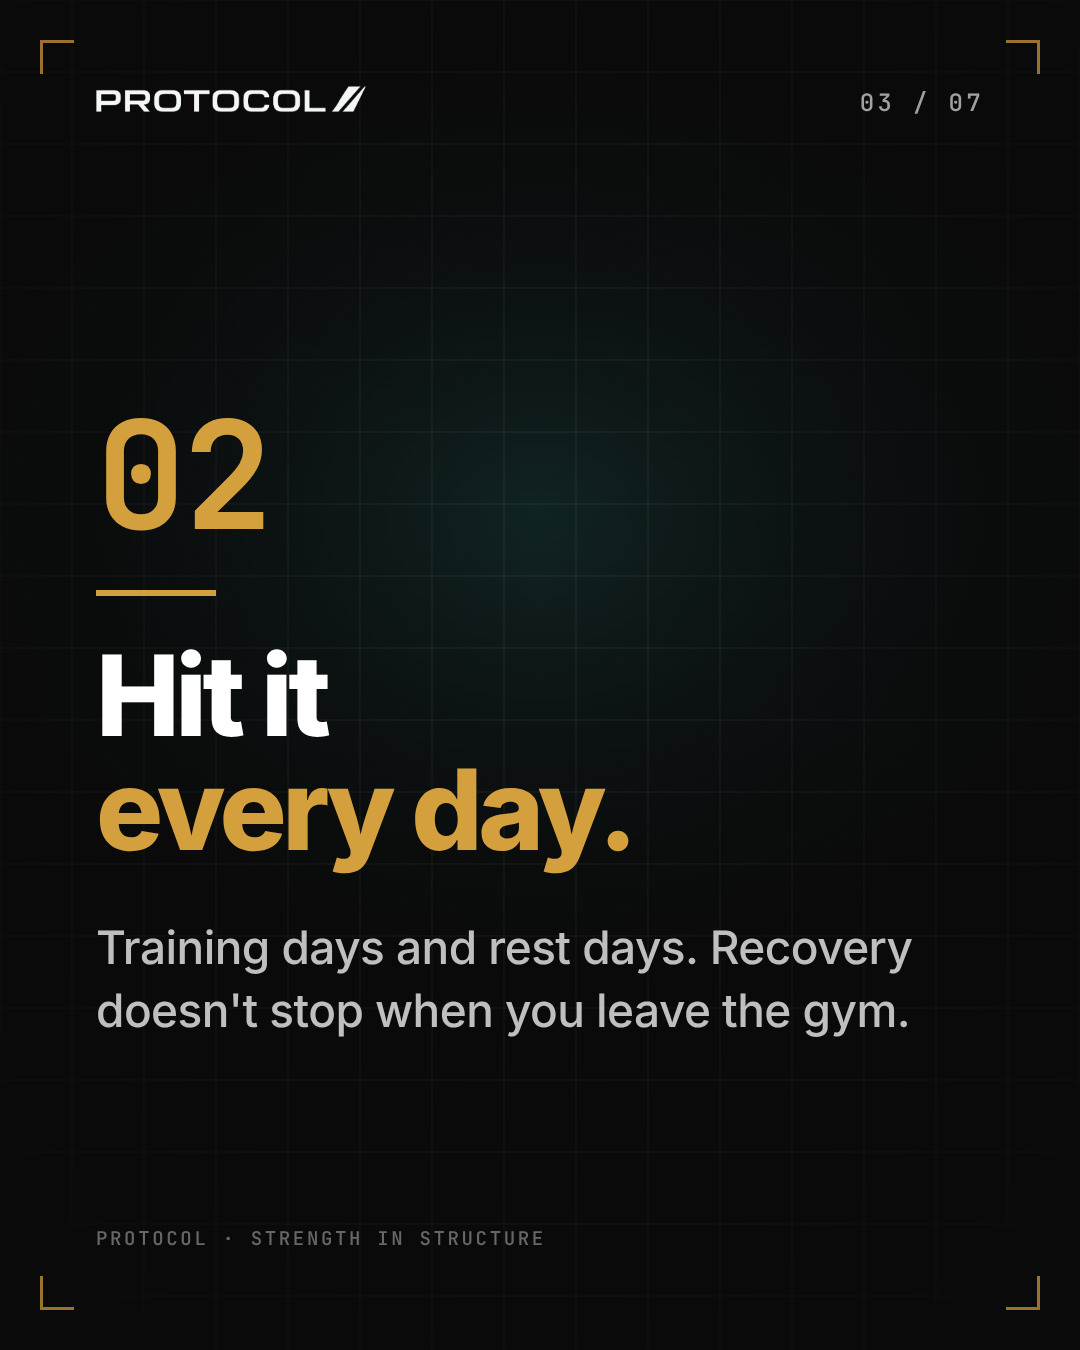 PROTOCOL
03 / 07
02
Hit it
every day.
Training days and rest days. Recovery
doesn't stop when you leave the gym.
PROTOCOL · STRENGTH IN STRUCTURE